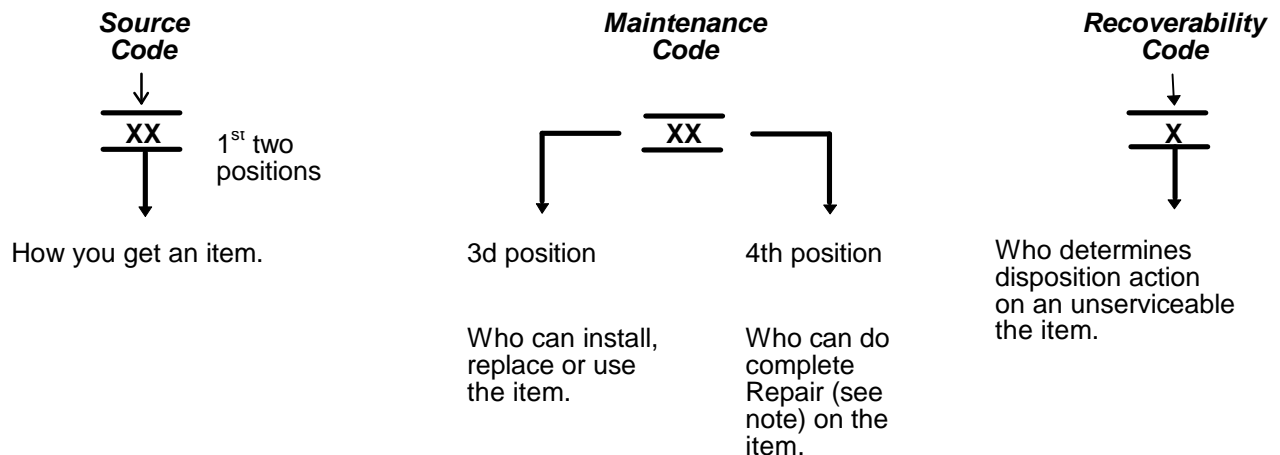 Source
Code
XX
1st two
positions
How you get an item.
Maintenance
Code
XX
3d position
Who can install,
replace or use
the item.
4th position
Who can do
complete
Repair (see
note) on the
item.
Recoverability
Code
X
Who determines
disposition action
on an unserviceable
the item.